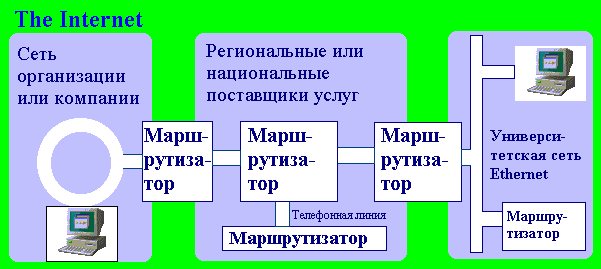 The Internet
Сеть
организации
или компании
Региональные или
национальные
поставщики услуг
Марш-
рутиза-
тор
Марш-
рутиза-
тор
Марш-
рутиза-
тор
Универси-
тетская сеть
Ethernet
Телефонная линия
Маршрутизатор
Маршру-
тизатор